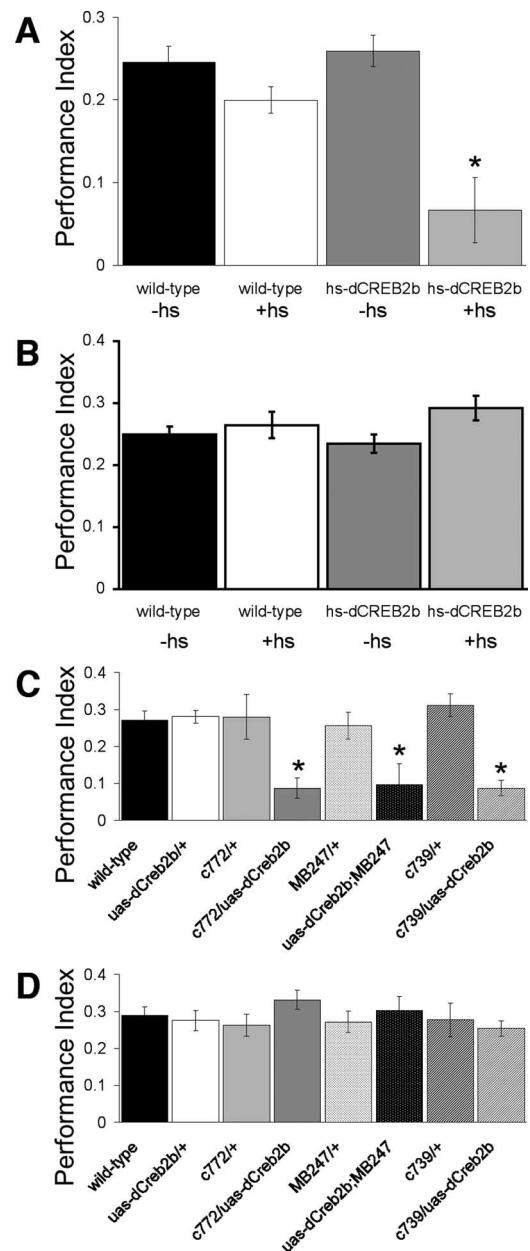 A
Performance Index
0.3
0.2
0.1
0
*
wild-type wild-type hs-dCREB2b hs-dCREB2b
-hs +hs -hs +hs
B
Performance Index
0.4
0.3
0.2
0.1
0
wild-type wild-type hs-dCREB2b hs-dCREB2b
-hs +hs -hs +hs
C
Performance Index
0.4
0.3
0.2
0.1
0
* * *
wild-type
uas-dCreb2b/+
c772/+
c772/uas-dCreb2b
MB247/+
uas-dCreb2b;MB247
c739/+
c739/uas-dCreb2b
D
Performance Index
0.4
0.3
0.2
0.1
0
wild-type
uas-dCreb2b/+
c772/+
c772/uas-dCreb2b
MB247/+
uas-dCreb2b;MB247
c739/+
c739/uas-dCreb2b